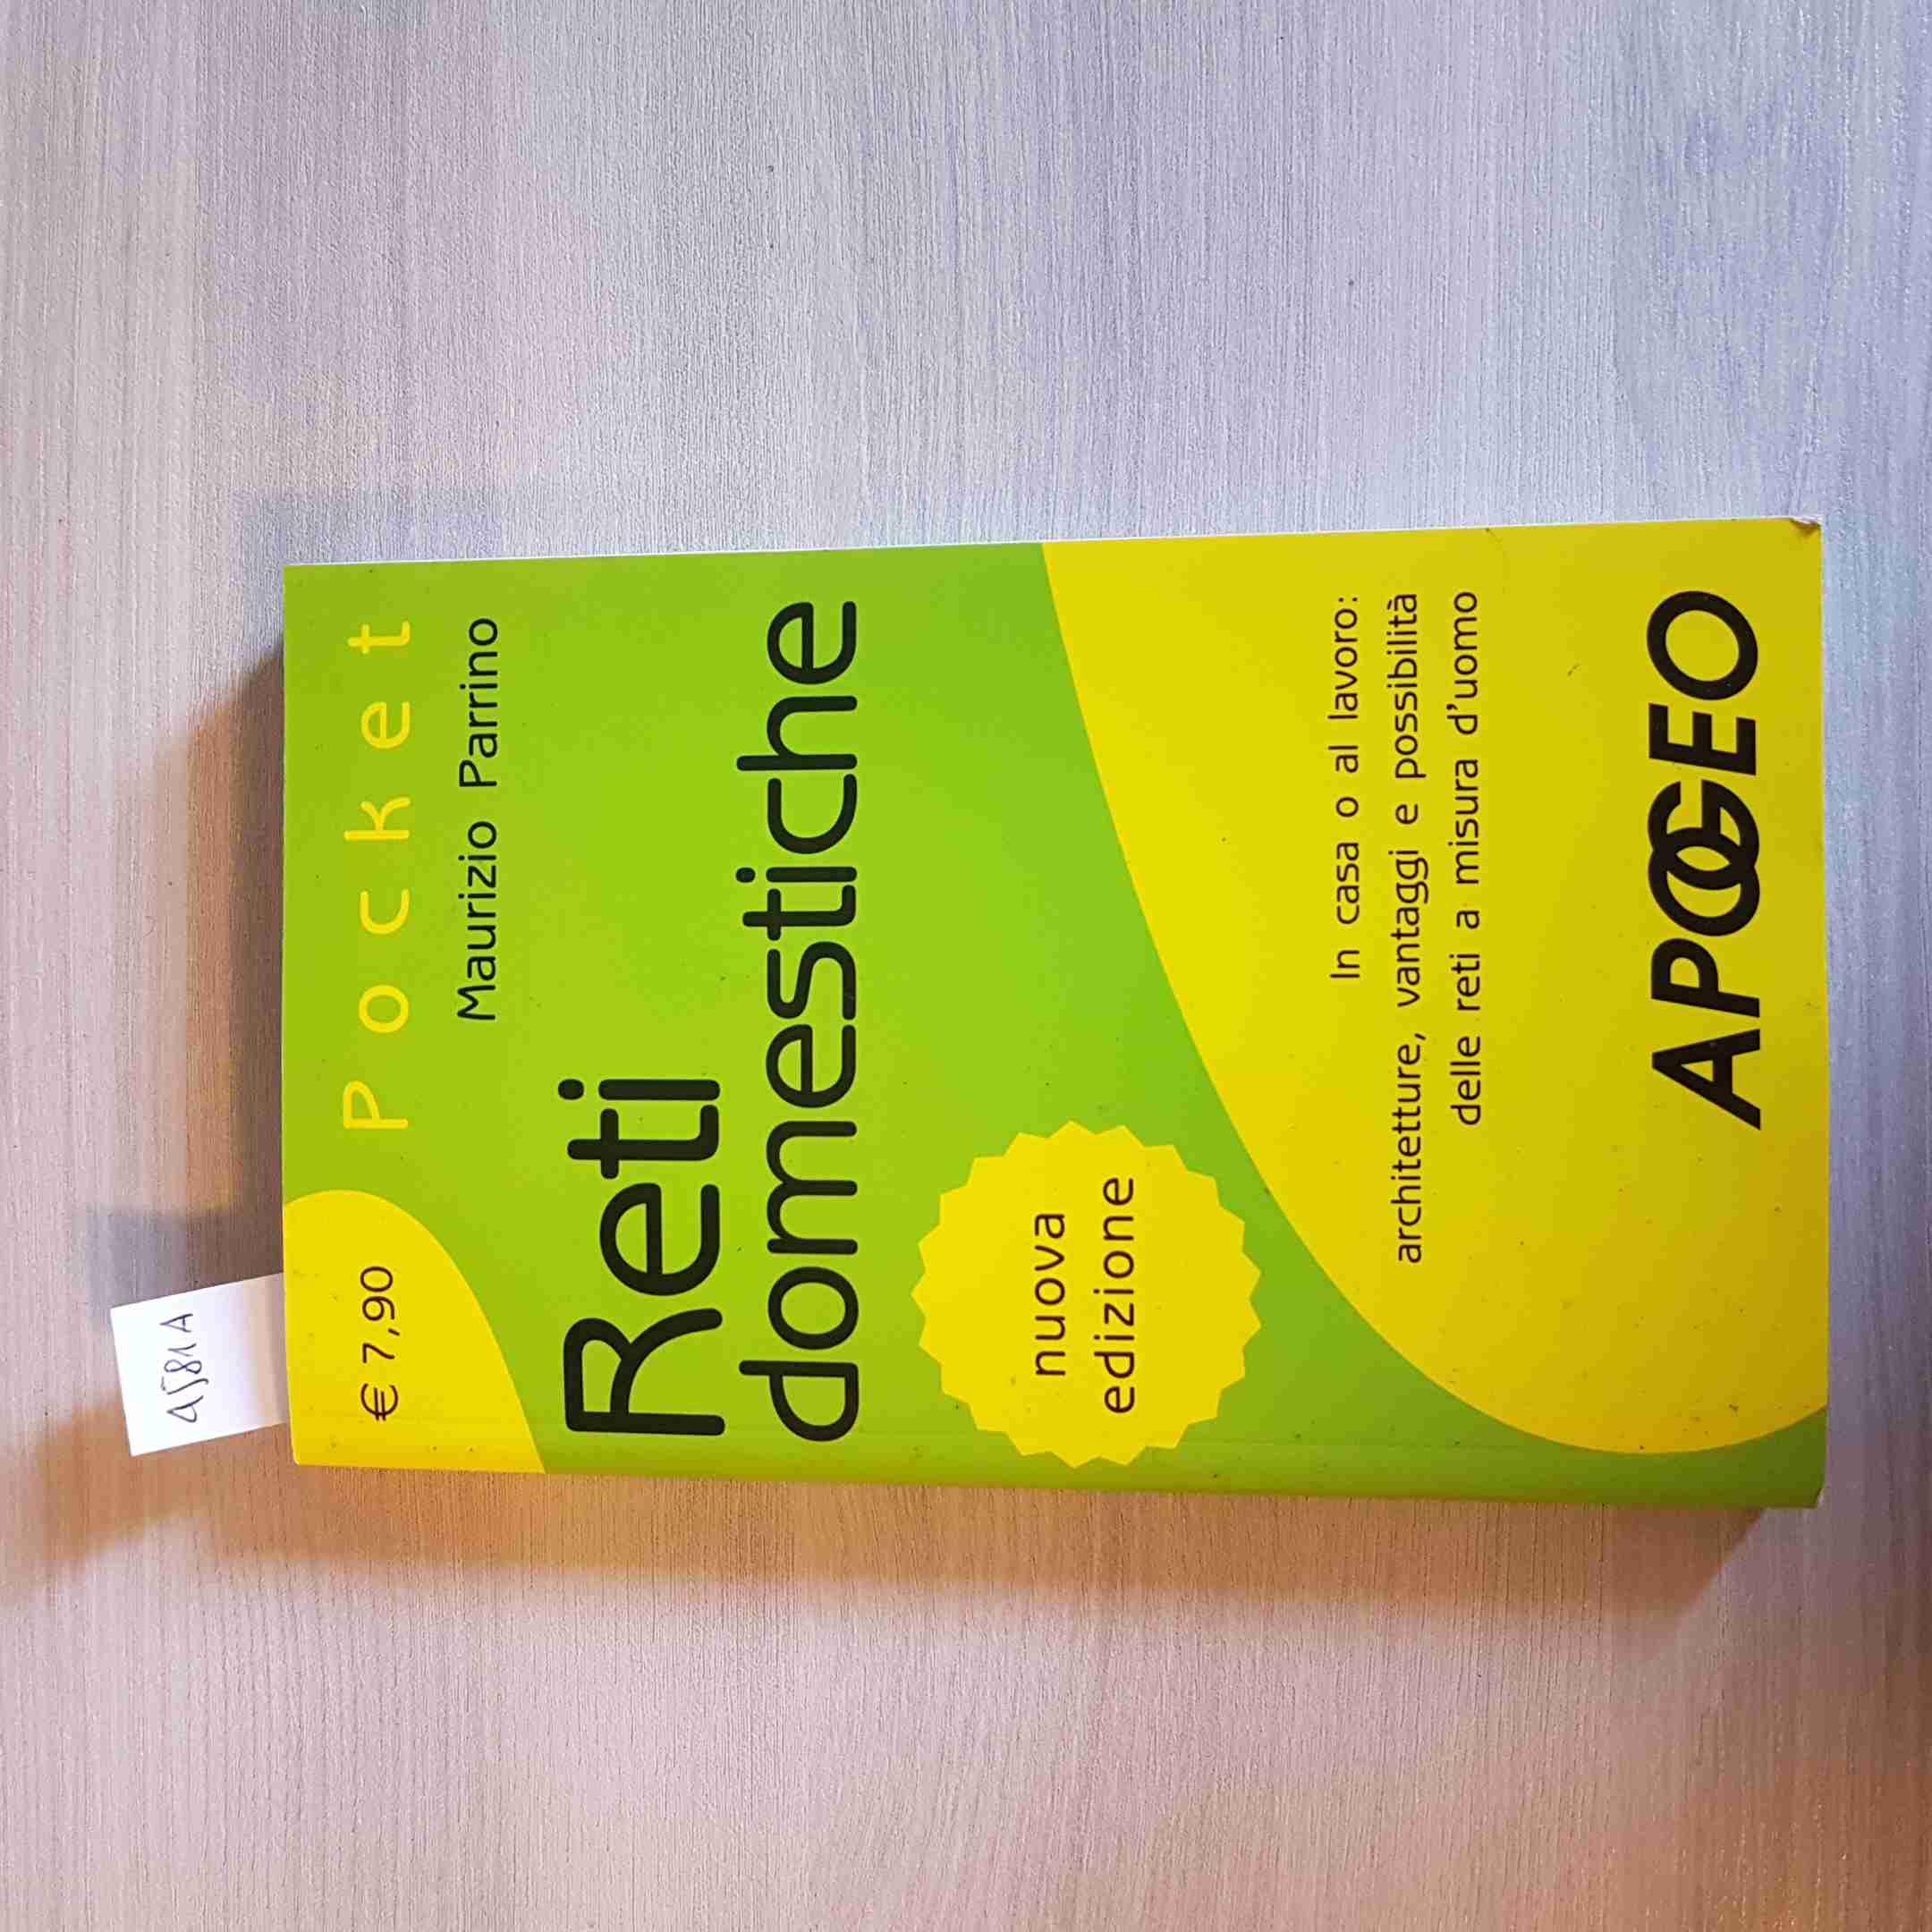 A581A
€ 7,90
Pocket
Maurizio Parrino
Reti
domestiche
nuova
edizione
In casa o al lavoro:
architetture, vantaggi e possibilità
delle reti a misura d'uomo
APOGEO